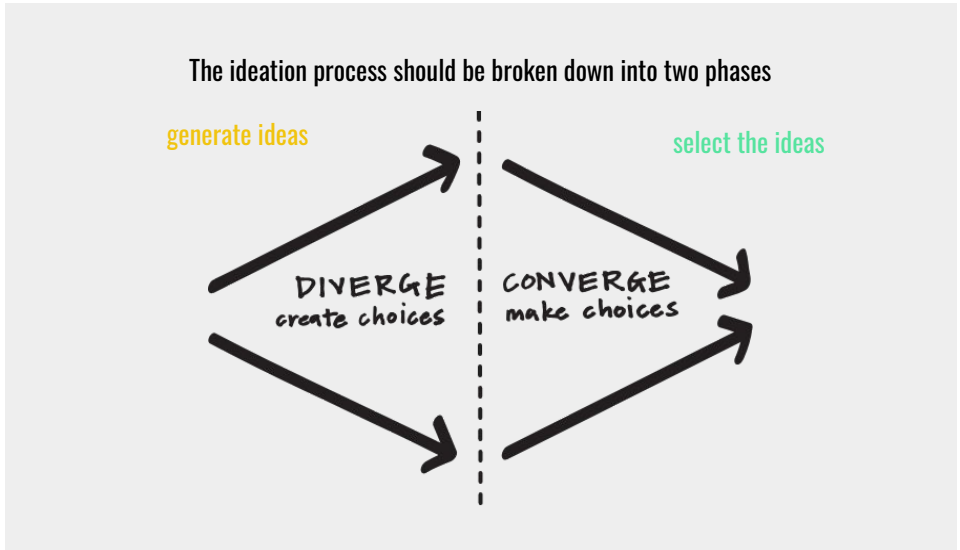 The ideation process should be broken down into two phases
generate ideas
select the ideas
DIVERGE
create choices
CONVERGE
make choices